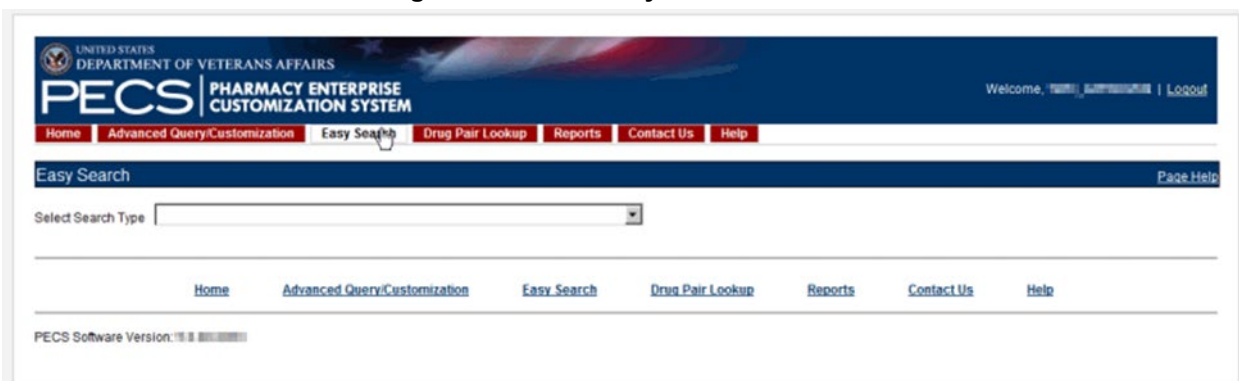 UNITED STATES
DEPARTMENT OF VETERANS AFFAIRS
PECS PHARMACY ENTERPRISE CUSTOMIZATION SYSTEM
Welcome, | Logout
Home Advanced Query/Customization Easy Search Drug Pair Lookup Reports Contact Us Help
Easy Search Page Help
Select Search Type
Home Advanced Query/Customization Easy Search Drug Pair Lookup Reports Contact Us Help
PECS Software Version: